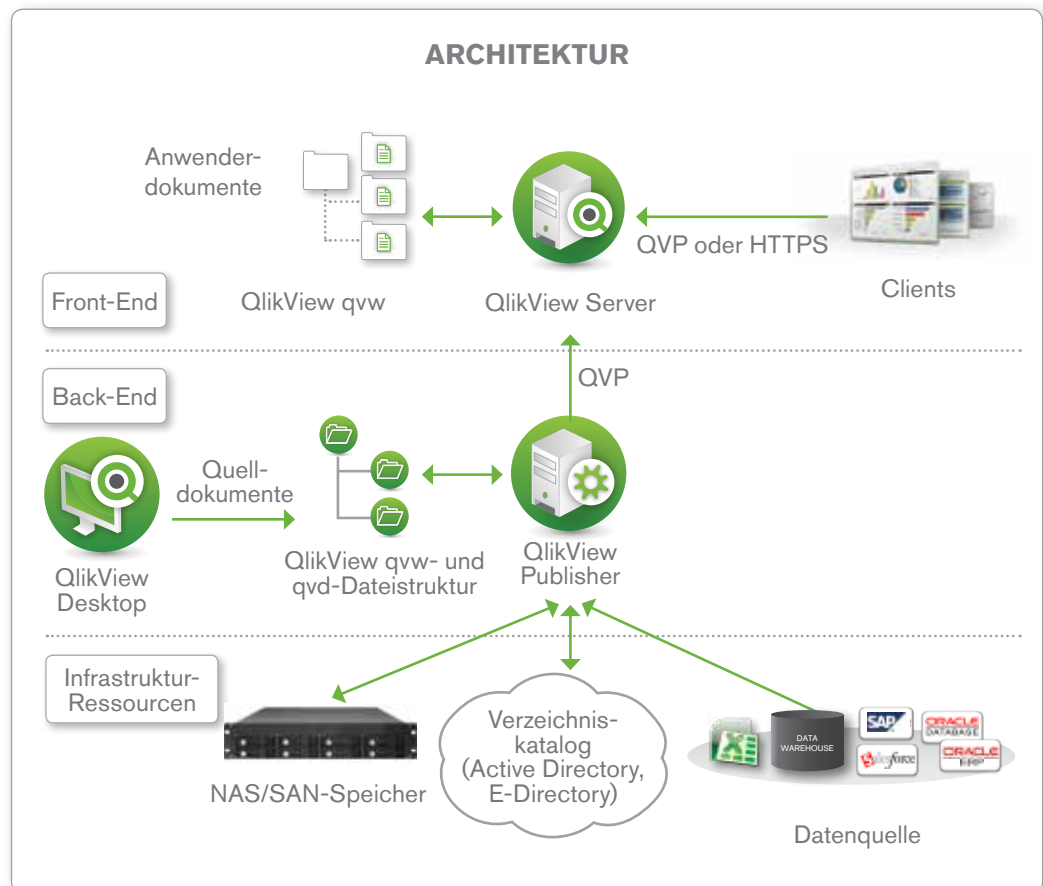 ARCHITEKTUR
Anwender-
dokumente
QVP oder HTTPS
Front-End
QlikView qvw
QlikView Server
Clients
QVP
Back-End
Quell-
dokumente
QlikView
Desktop
QlikView qvw- und
qvd-Dateistruktur
QlikView
Publisher
Infrastruktur-
Ressourcen
NAS/SAN-Speicher
Verzeichnis-
katalog
(Active Directory,
E-Directory)
DATA
WAREHOUSE
SAP
ORACLE
DATABASE
salesforce
ORACLE
ERP
Datenquelle